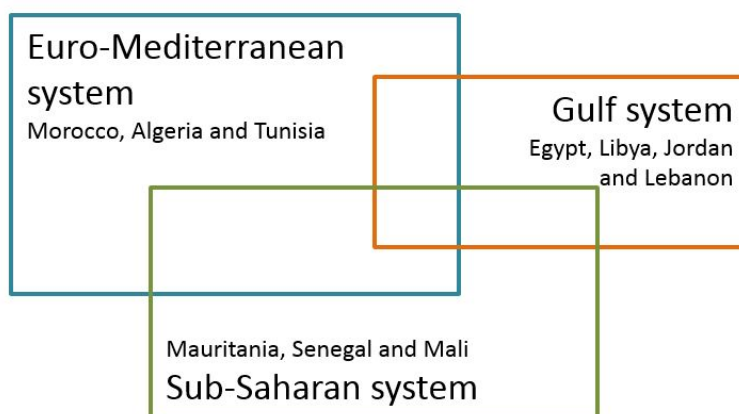 Euro-Mediterranean
system
Morocco, Algeria and Tunisia
Gulf system
Egypt, Libya, Jordan
and Lebanon
Mauritania, Senegal and Mali
Sub-Saharan system